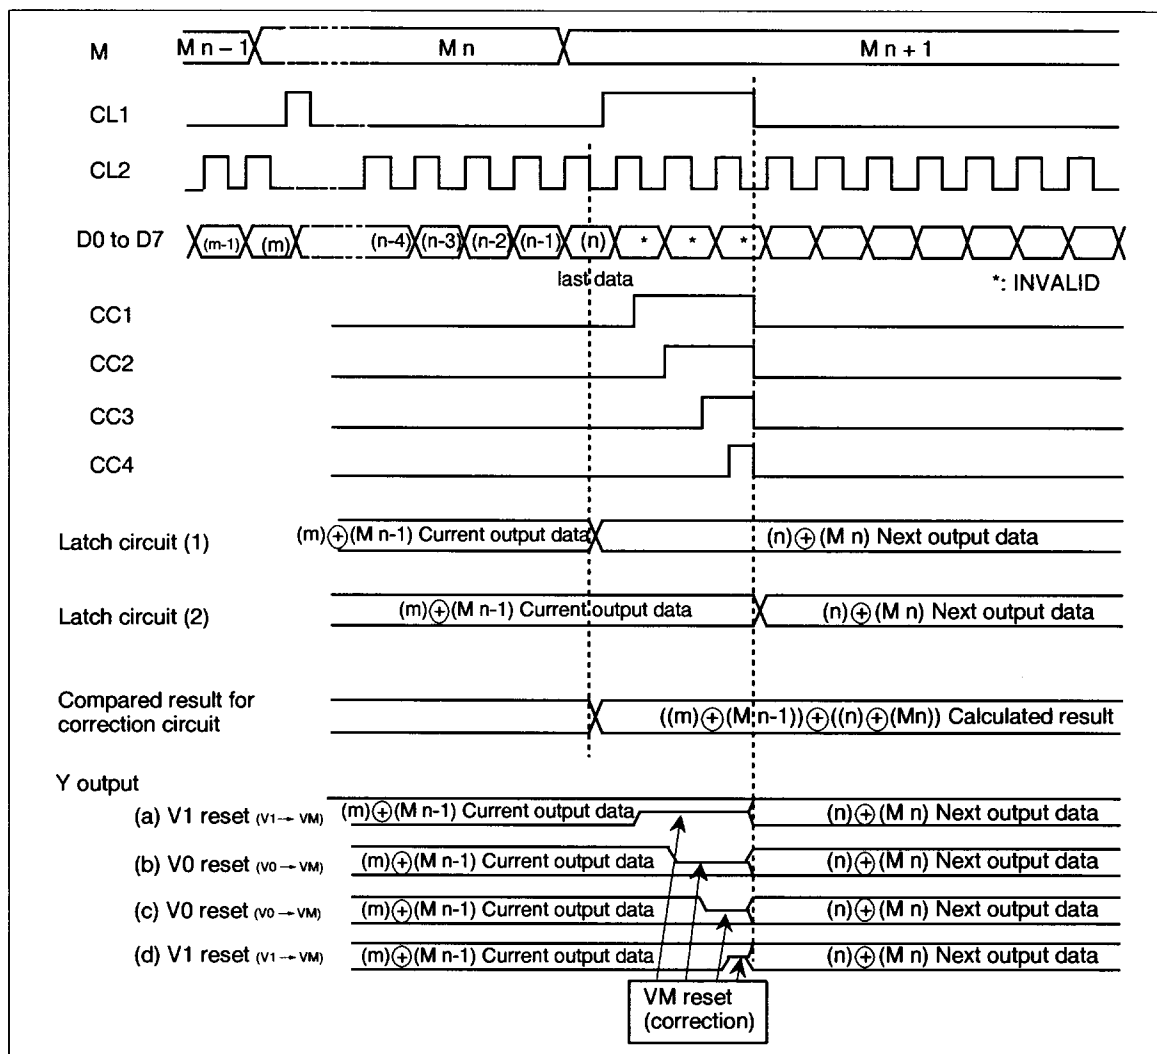 M M n – 1 M n M n + 1
CL1
CL2
D0 to D7 (m-1) (m) (n-4) (n-3) (n-2) (n-1) (n) * * *
last data *: INVALID
CC1
CC2
CC3
CC4
Latch circuit (1) (m)⊕(M n-1) Current output data (n)⊕(M n) Next output data
Latch circuit (2) (m)⊕(M n-1) Current output data (n)⊕(M n) Next output data
Compared result for
correction circuit ((m)⊕(M n-1))⊕((n)⊕(Mn)) Calculated result
Y output
(a) V1 reset (V1→ VM) (m)⊕(M n-1) Current output data (n)⊕(M n) Next output data
(b) V0 reset (V0→ VM) (m)⊕(M n-1) Current output data (n)⊕(M n) Next output data
(c) V0 reset (V0→ VM) (m)⊕(M n-1) Current output data (n)⊕(M n) Next output data
(d) V1 reset (V1→ VM) (m)⊕(M n-1) Current output data (n)⊕(M n) Next output data
VM reset
(correction)